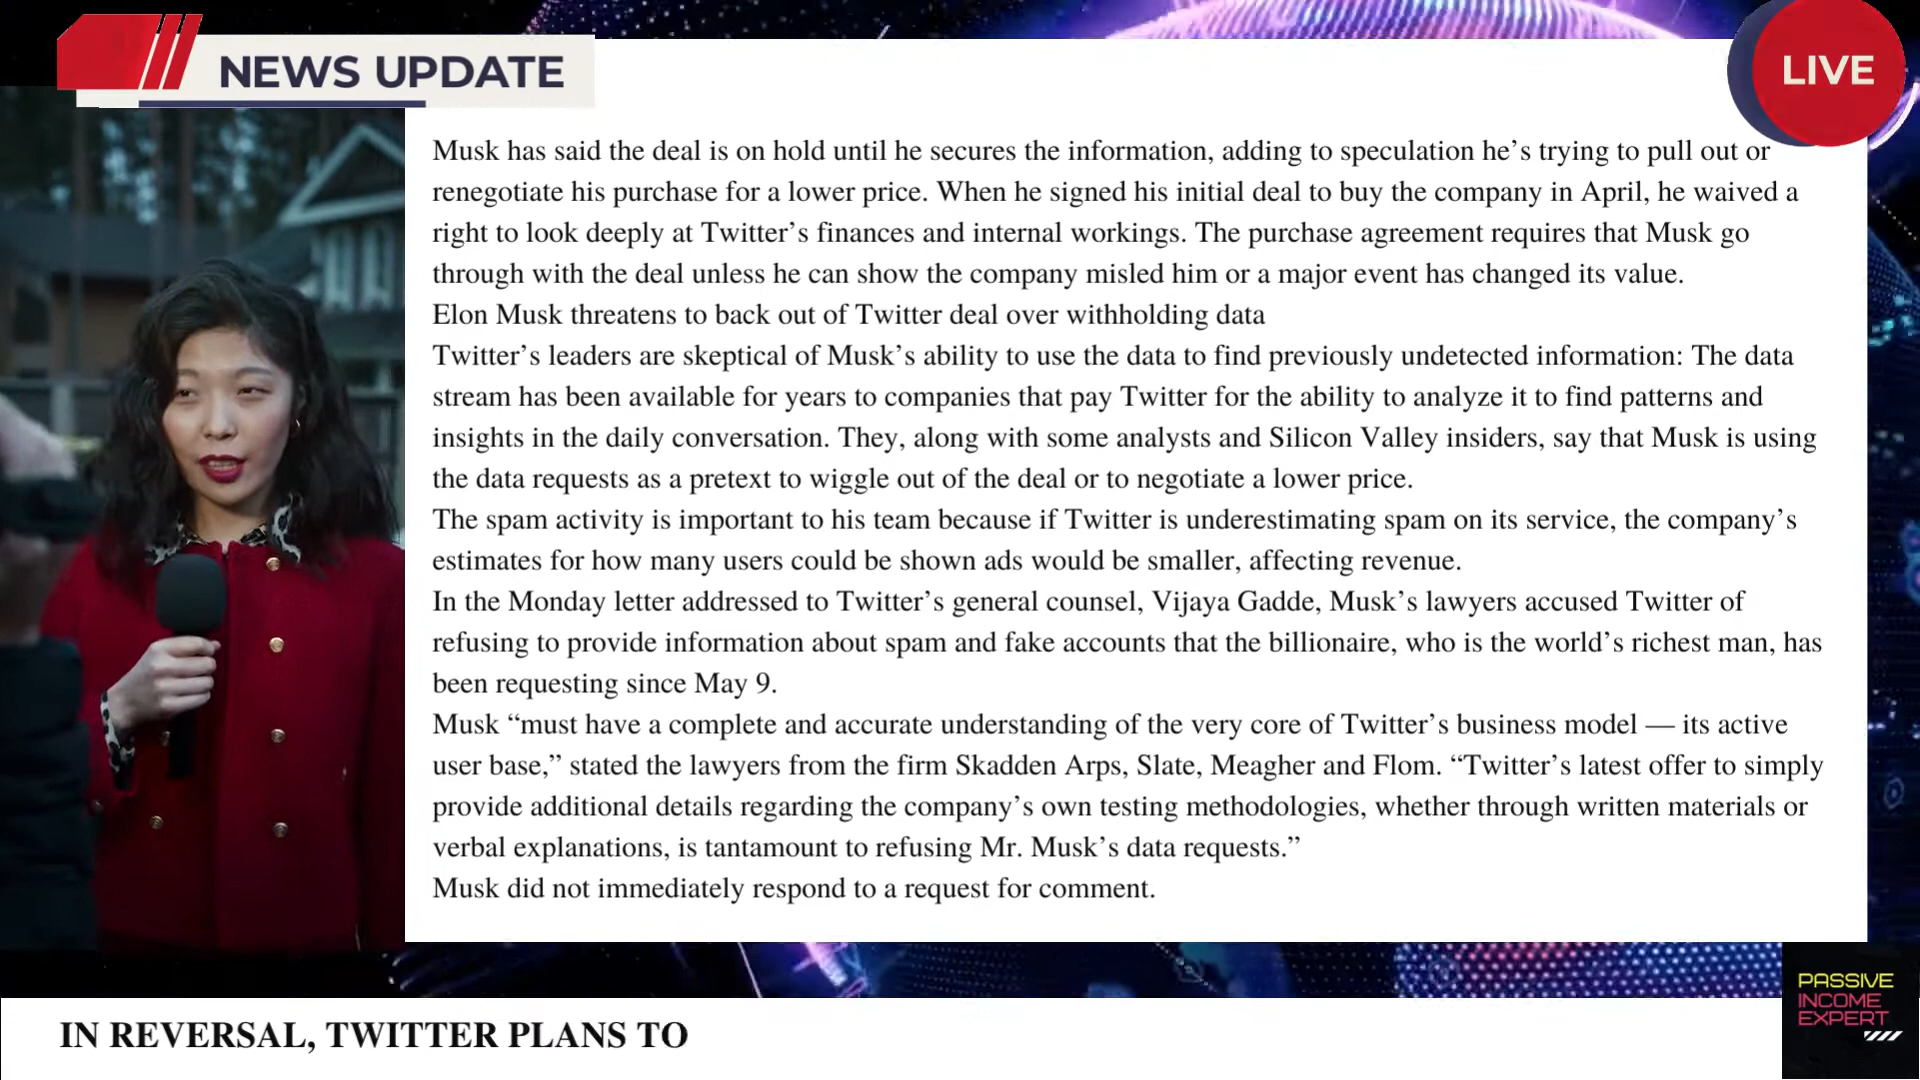 NEWS UPDATE
LIVE
Musk has said the deal is on hold until he secures the information, adding to speculation he’s trying to pull out or
renegotiate his purchase for a lower price. When he signed his initial deal to buy the company in April, he waived a
right to look deeply at Twitter’s finances and internal workings. The purchase agreement requires that Musk go
through with the deal unless he can show the company misled him or a major event has changed its value.
Elon Musk threatens to back out of Twitter deal over withholding data
Twitter’s leaders are skeptical of Musk’s ability to use the data to find previously undetected information: The data
stream has been available for years to companies that pay Twitter for the ability to analyze it to find patterns and
insights in the daily conversation. They, along with some analysts and Silicon Valley insiders, say that Musk is using
the data requests as a pretext to wiggle out of the deal or to negotiate a lower price.
The spam activity is important to his team because if Twitter is underestimating spam on its service, the company’s
estimates for how many users could be shown ads would be smaller, affecting revenue.
In the Monday letter addressed to Twitter’s general counsel, Vijaya Gadde, Musk’s lawyers accused Twitter of
refusing to provide information about spam and fake accounts that the billionaire, who is the world’s richest man, has
been requesting since May 9.
Musk “must have a complete and accurate understanding of the very core of Twitter’s business model — its active
user base,” stated the lawyers from the firm Skadden Arps, Slate, Meagher and Flom. “Twitter’s latest offer to simply
provide additional details regarding the company’s own testing methodologies, whether through written materials or
verbal explanations, is tantamount to refusing Mr. Musk’s data requests.”
Musk did not immediately respond to a request for comment.
PASSIVE
INCOME
EXPERT
IN REVERSAL, TWITTER PLANS TO